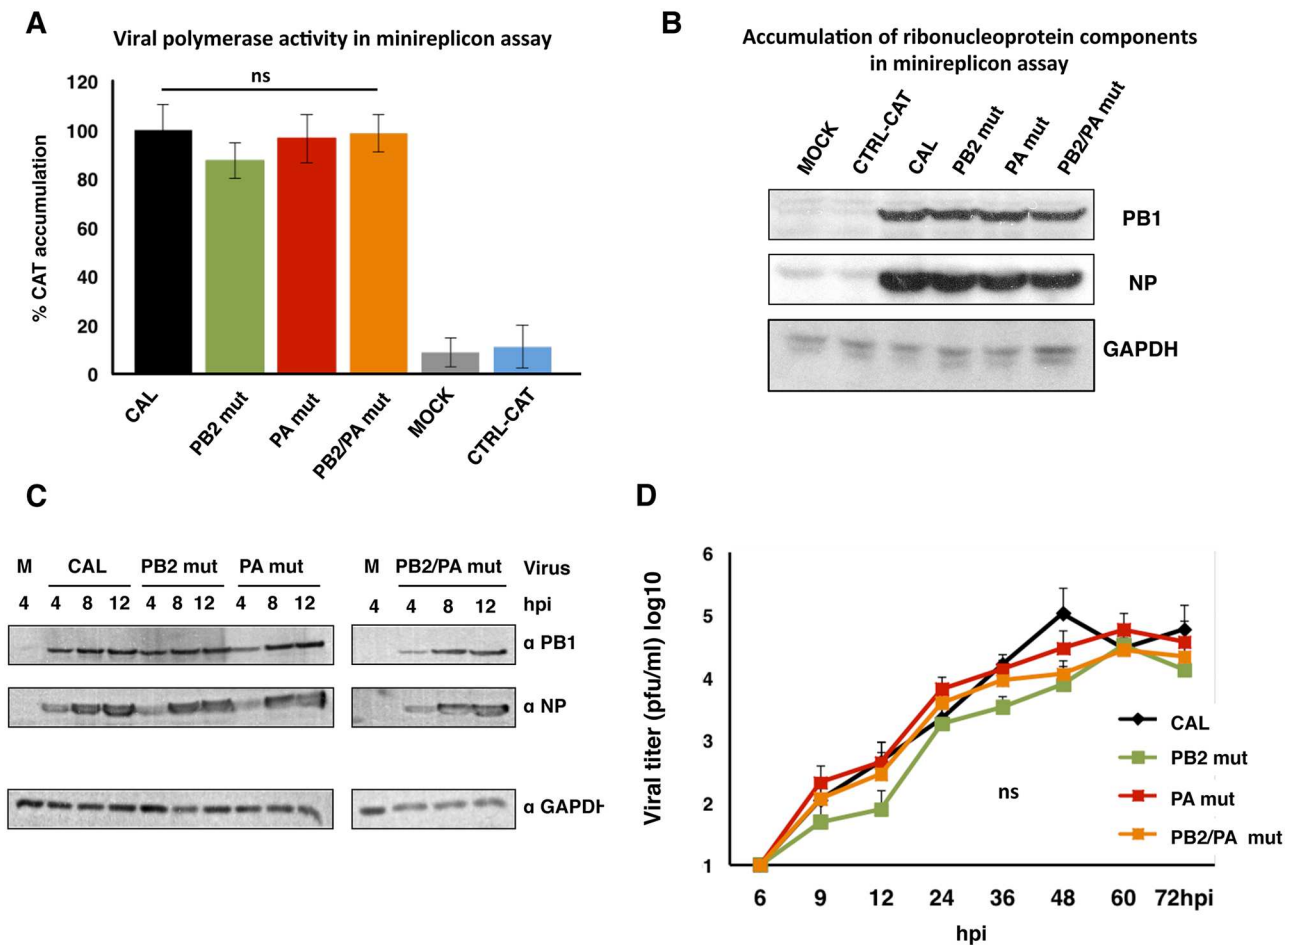 A
Viral polymerase activity in minireplicon assay
ns
120
100
80
60
40
20
0
% CAT accumulation
CAL
PB2 mut
PA mut
PB2/PA mut
MOCK
CTRL-CAT
B
Accumulation of ribonucleoprotein components
in minireplicon assay
MOCK
CTRL-CAT
CAL
PB2 mut
PA mut
PB2/PA mut
PB1
NP
GAPDH
C
M CAL PB2 mut PA mut M PB2/PA mut Virus
4 4 8 12 4 8 12 4 8 12 4 4 8 12 hpi
α PB1
α NP
α GAPDH
D
6
5
4
3
2
1
Viral titer (pfu/ml) log10
ns
CAL
PB2 mut
PA mut
PB2/PA mut
6 9 12 24 36 48 60 72hpi
hpi